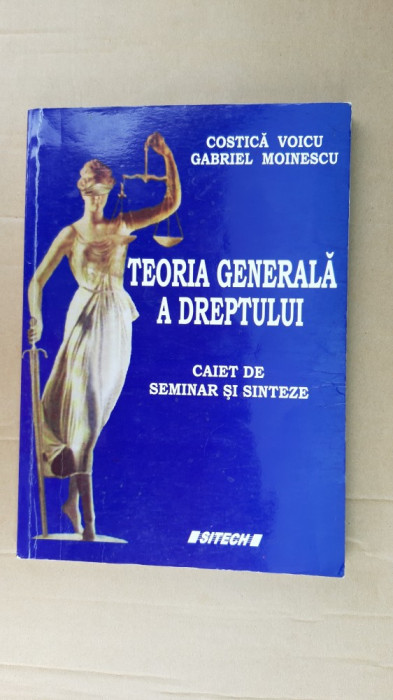 COSTICĂ VOICU
GABRIEL MOINESCU
TEORIA GENERALĂ
A DREPTULUI
CAIET DE
SEMINAR ŞI SINTEZE
SITECH